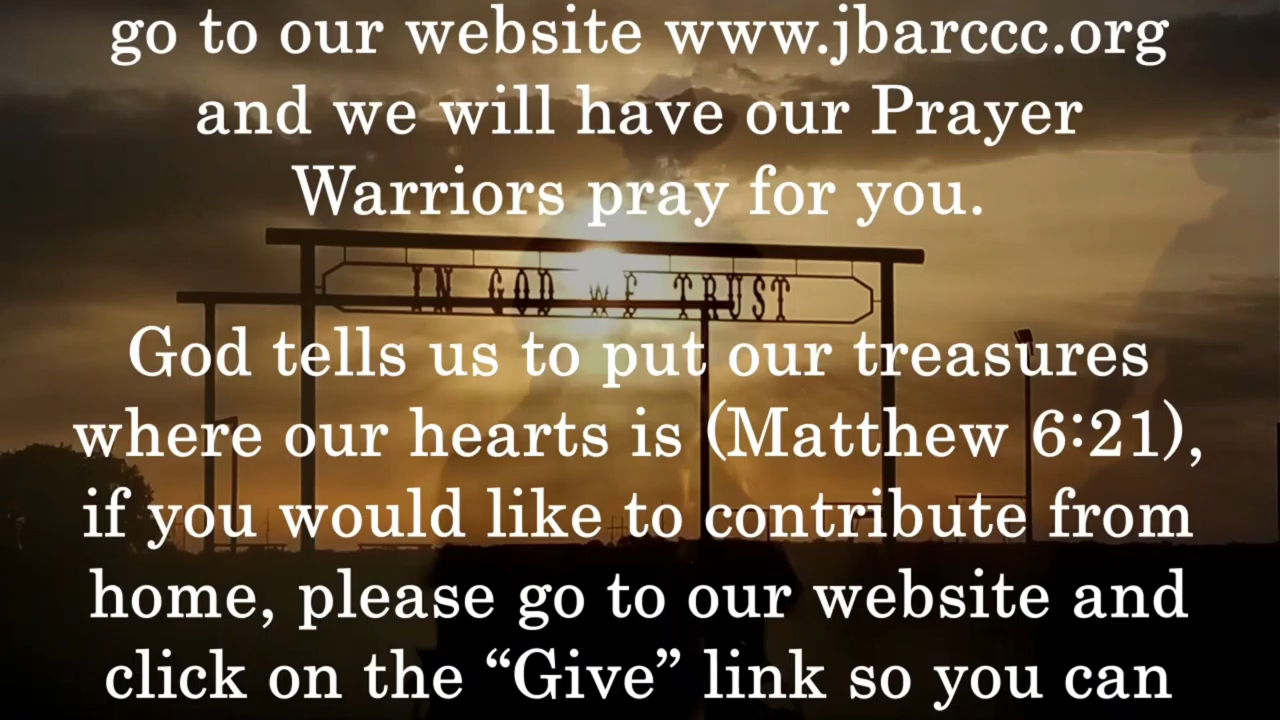 go to our website www.jbarccc.org
and we will have our Prayer
Warriors pray for you.
IN GOD WE TRUST
God tells us to put our treasures
where our hearts is (Matthew 6:21),
if you would like to contribute from
home, please go to our website and
click on the “Give” link so you can